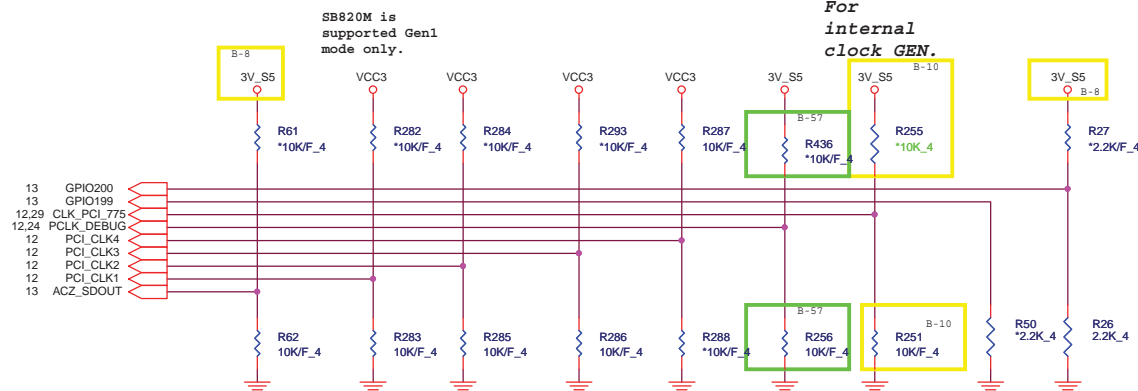 SB820M is
supported Gen1
mode only.
For
internal
clock GEN.
B-8
B-10
3V_S5
VCC3
VCC3
VCC3
VCC3
3V_S5
3V_S5
3V_S5
B-8
B-57
R61
*10K/F_4
R282
*10K/F_4
R284
*10K/F_4
R293
*10K/F_4
R287
10K/F_4
R436
*10K/F_4
R255
*10K_4
R27
*2.2K/F_4
13 GPIO200
13 GPIO199
12,29 CLK_PCI_775
12,24 PCLK_DEBUG
12 PCI_CLK4
12 PCI_CLK3
12 PCI_CLK2
12 PCI_CLK1
13 ACZ_SDOUT
B-57
B-10
R62
10K/F_4
R283
10K/F_4
R285
10K/F_4
R286
10K/F_4
R288
*10K/F_4
R256
10K/F_4
R251
10K/F_4
R50
*2.2K_4
R26
2.2K_4